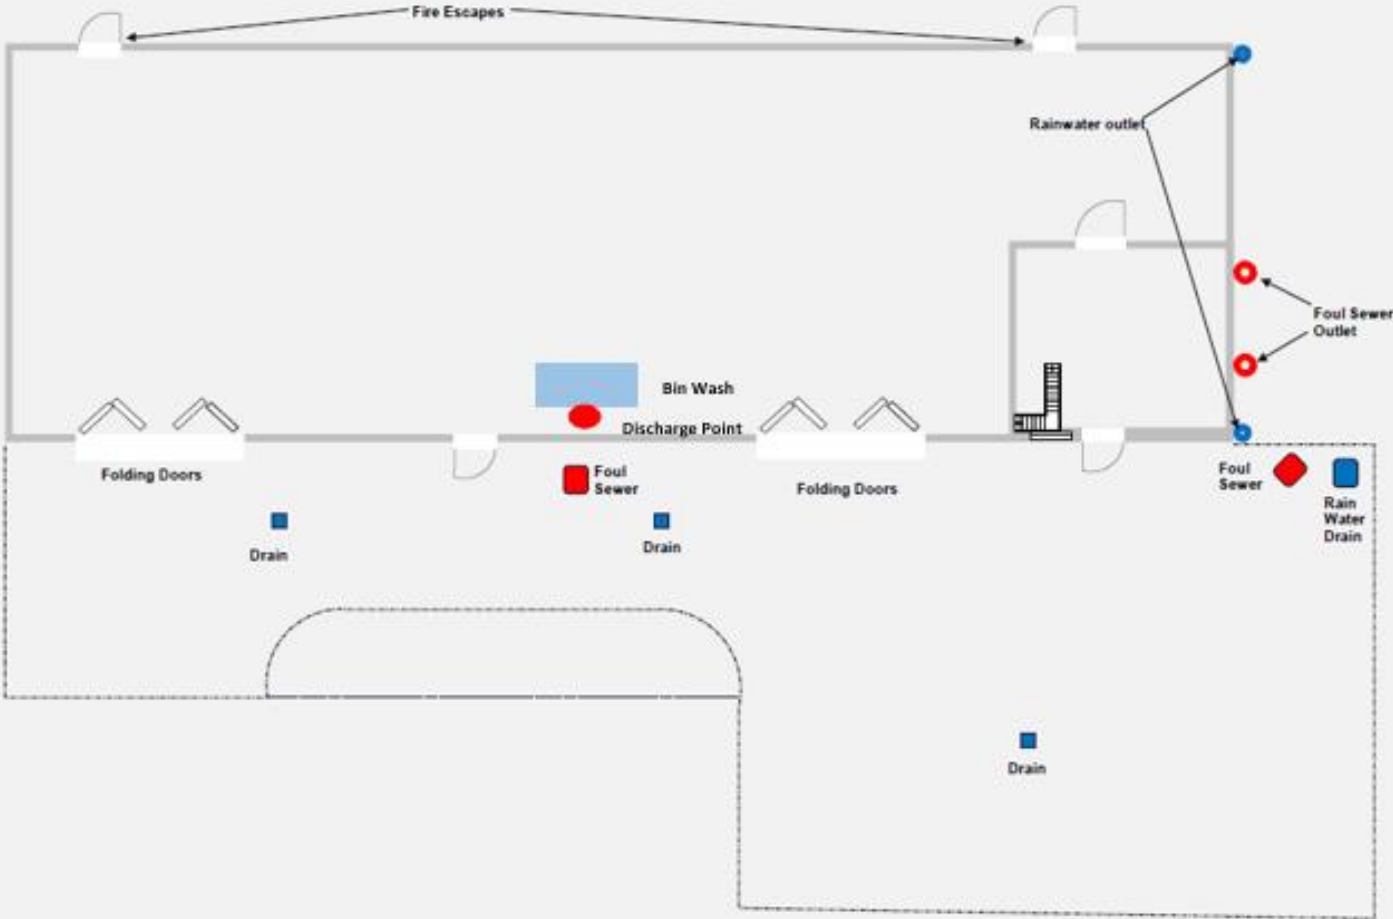 Fire Escapes
Rainwater outlet
Foul Sewer
Outlet
Bin Wash
Discharge Point
Folding Doors
Foul
Sewer
Folding Doors
Foul
Sewer
Rain
Water
Drain
Drain
Drain
Drain